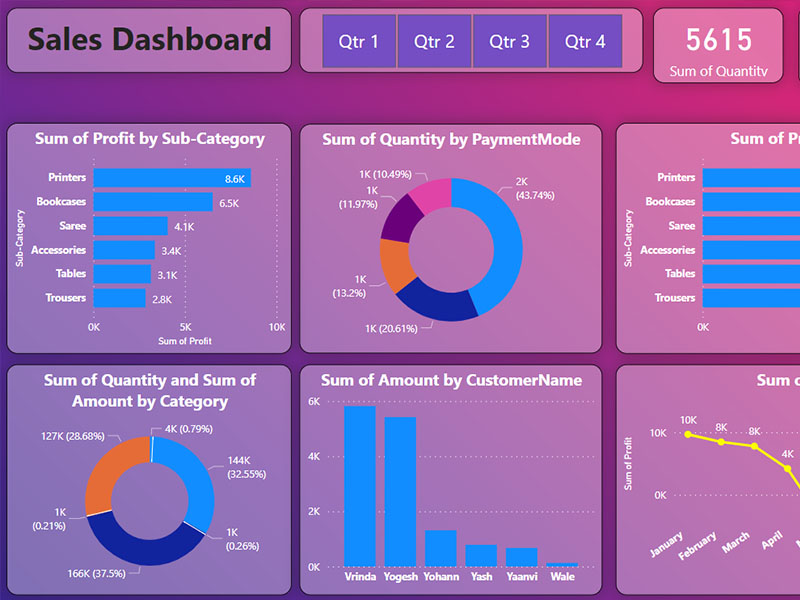 Sales Dashboard
Qtr 1
Qtr 2
Qtr 3
Qtr 4
5615
Sum of Quantity
Sum of Profit by Sub-Category
Sub-Category
Printers
8.6K
Bookcases
6.5K
Saree
4.1K
Accessories
3.4K
Tables
3.1K
Trousers
2.8K
0K
5K
10K
Sum of Profit
Sum of Quantity by PaymentMode
1K (10.49%)
2K
(43.74%)
1K
(11.97%)
1K
(13.2%)
1K (20.61%)
Sum of
Sub-Category
Printers
Bookcases
Saree
Accessories
Tables
Trousers
0K
Sum of Quantity and Sum of
Amount by Category
4K (0.79%)
127K (28.68%)
144K
(32.55%)
1K
(0.21%)
1K
(0.26%)
166K (37.5%)
Sum of Amount by CustomerName
6K
4K
2K
0K
Vrinda
Yogesh
Yohann
Yash
Yaanvi
Wale
Sum
Sum of Profit
10K
0K
10K
8K
8K
4K
January
February
March
April